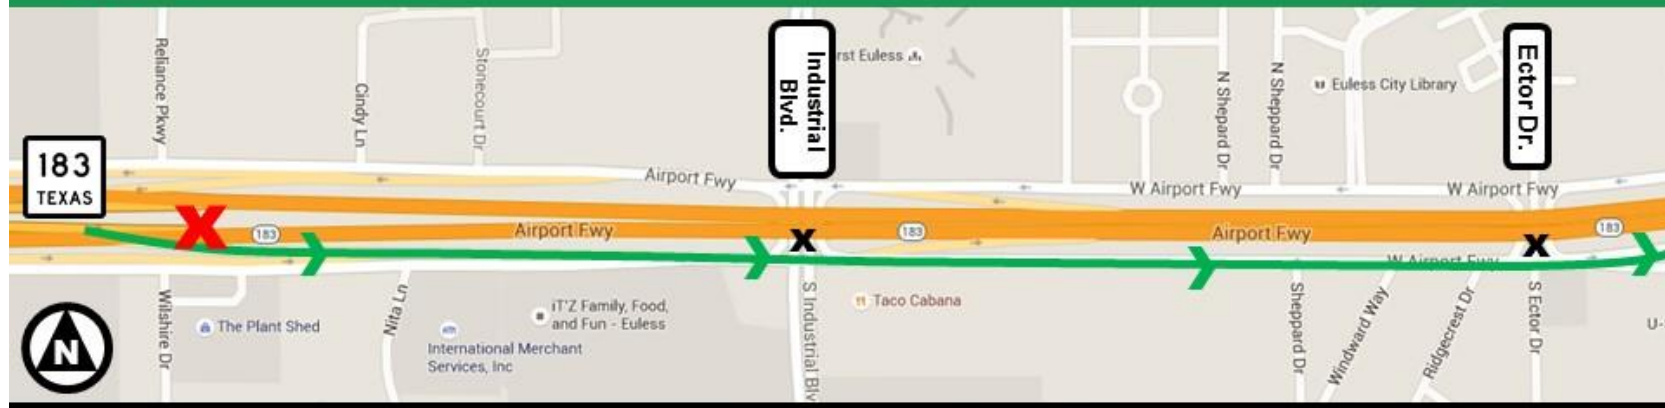 Reliance Pkwy
Cindy Ln
Stonecourt Dr
Industrial
Blvd.
rst Euless
N Shepard Dr
N Sheppard Dr
Euless City Library
Ector Dr.
183
TEXAS
Airport Fwy
W Airport Fwy
W Airport Fwy
X
183
Airport Fwy
X
183
Airport Fwy
X
183
W Airport Fwy
Wilshire Dr
The Plant Shed
Nita Ln
iT'Z Family, Food,
and Fun - Euless
International Merchant
Services, Inc
S Industrial Blv
Taco Cabana
Sheppard Dr
Windward Way
Ridgecrest Dr
S Ector Dr
U-
N